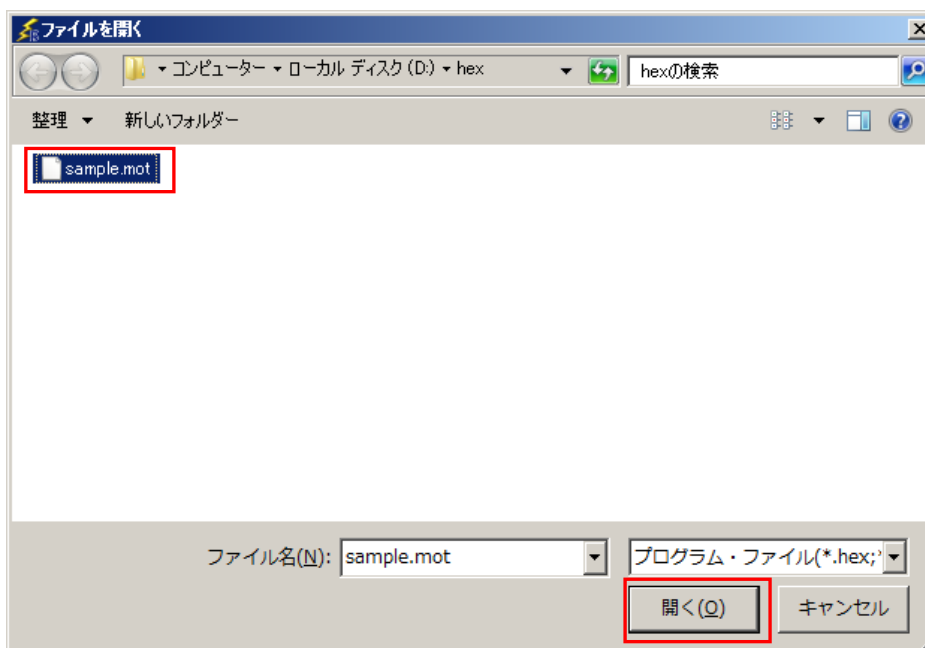 ファイルを開く
コンピューター ローカル ディスク (D:) hex
hexの検索
整理 新しいフォルダー
sample.mot
ファイル名(N): sample.mot
プログラム・ファイル(*.hex;
開く(O) キャンセル